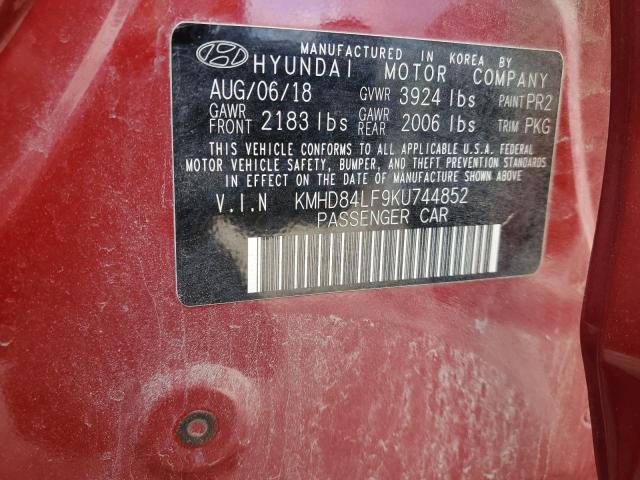 MANUFACTURED IN KOREA BY
HYUNDAI MOTOR COMPANY
AUG/06/18 GVWR 3924 lbs PAINT PR2
GAWR FRONT 2183 lbs GAWR REAR 2006 lbs TRIM PKG
THIS VEHICLE CONFORMS TO ALL APPLICABLE U.S.A. FEDERAL
MOTOR VEHICLE SAFETY, BUMPER, AND THEFT PREVENTION STANDARDS
IN EFFECT ON THE DATE OF MANUFACTURE SHOWN ABOVE.
V.I.N KMHD84LF9KU744852
PASSENGER CAR